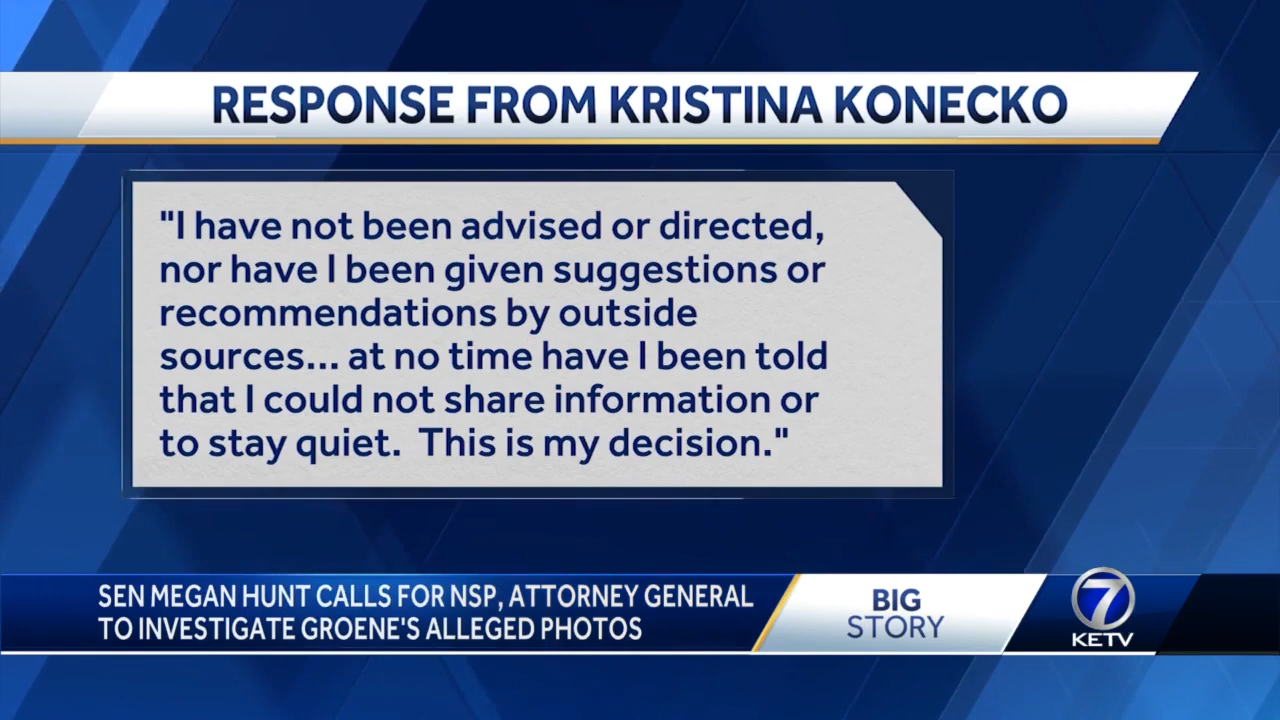 RESPONSE FROM KRISTINA KONECKO
"I have not been advised or directed,
nor have I been given suggestions or
recommendations by outside
sources... at no time have I been told
that I could not share information or
to stay quiet.  This is my decision."
SEN MEGAN HUNT CALLS FOR NSP, ATTORNEY GENERAL
TO INVESTIGATE GROENE'S ALLEGED PHOTOS
BIG
STORY
7
KETV